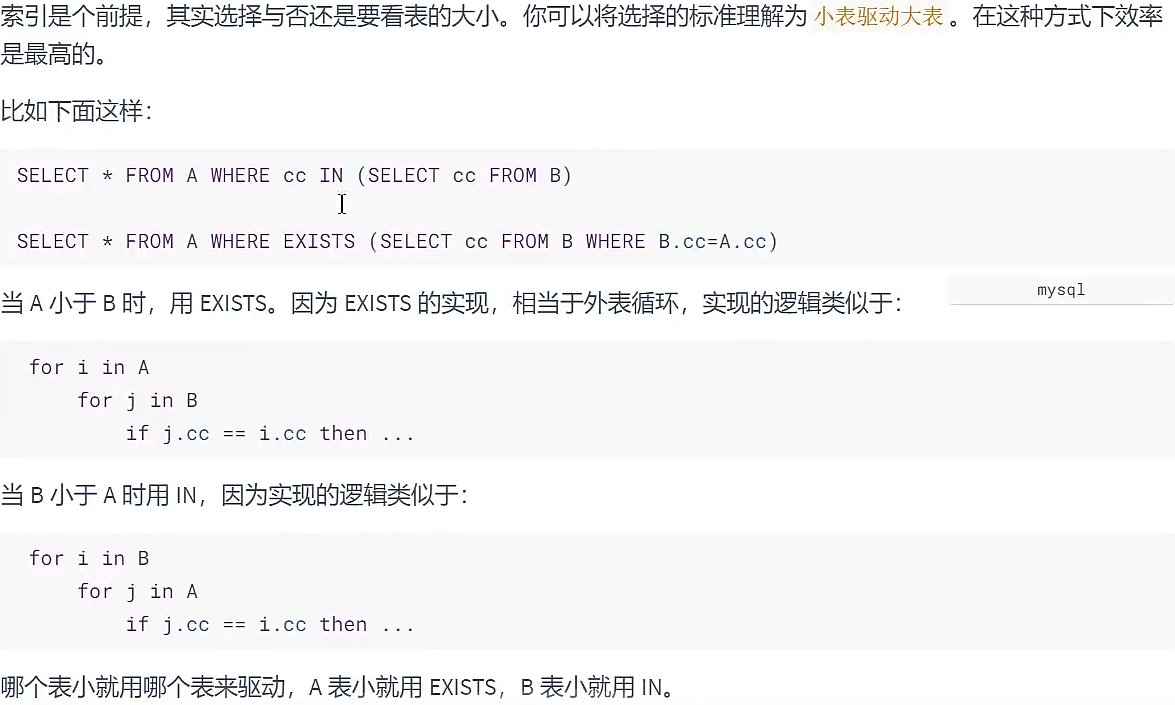 索引是个前提，其实选择与否还是要看表的大小。你可以将选择的标准理解为 小表驱动大表 。在这种方式下效率
是最高的。
比如下面这样：
SELECT * FROM A WHERE cc IN (SELECT cc FROM B)
SELECT * FROM A WHERE EXISTS (SELECT cc FROM B WHERE B.cc=A.cc)
当 A 小于 B 时，用 EXISTS。因为 EXISTS 的实现，相当于外表循环，实现的逻辑类似于：
mysql
for i in A
    for j in B
        if j.cc == i.cc then ...
当 B 小于 A 时用 IN，因为实现的逻辑类似于：
for i in B
    for j in A
        if j.cc == i.cc then ...
哪个表小就用哪个表来驱动，A 表小就用 EXISTS，B 表小就用 IN。